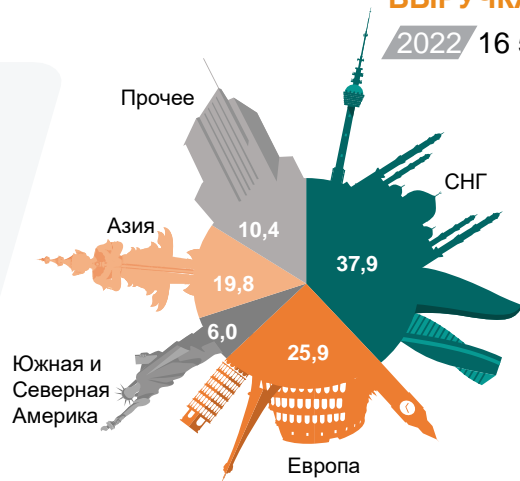 ВЫРУЧКА
2022 16
Прочее
СНГ
10,4
Азия
37,9
19,8
6,0
25,9
Южная и
Северная
Америка
Европа